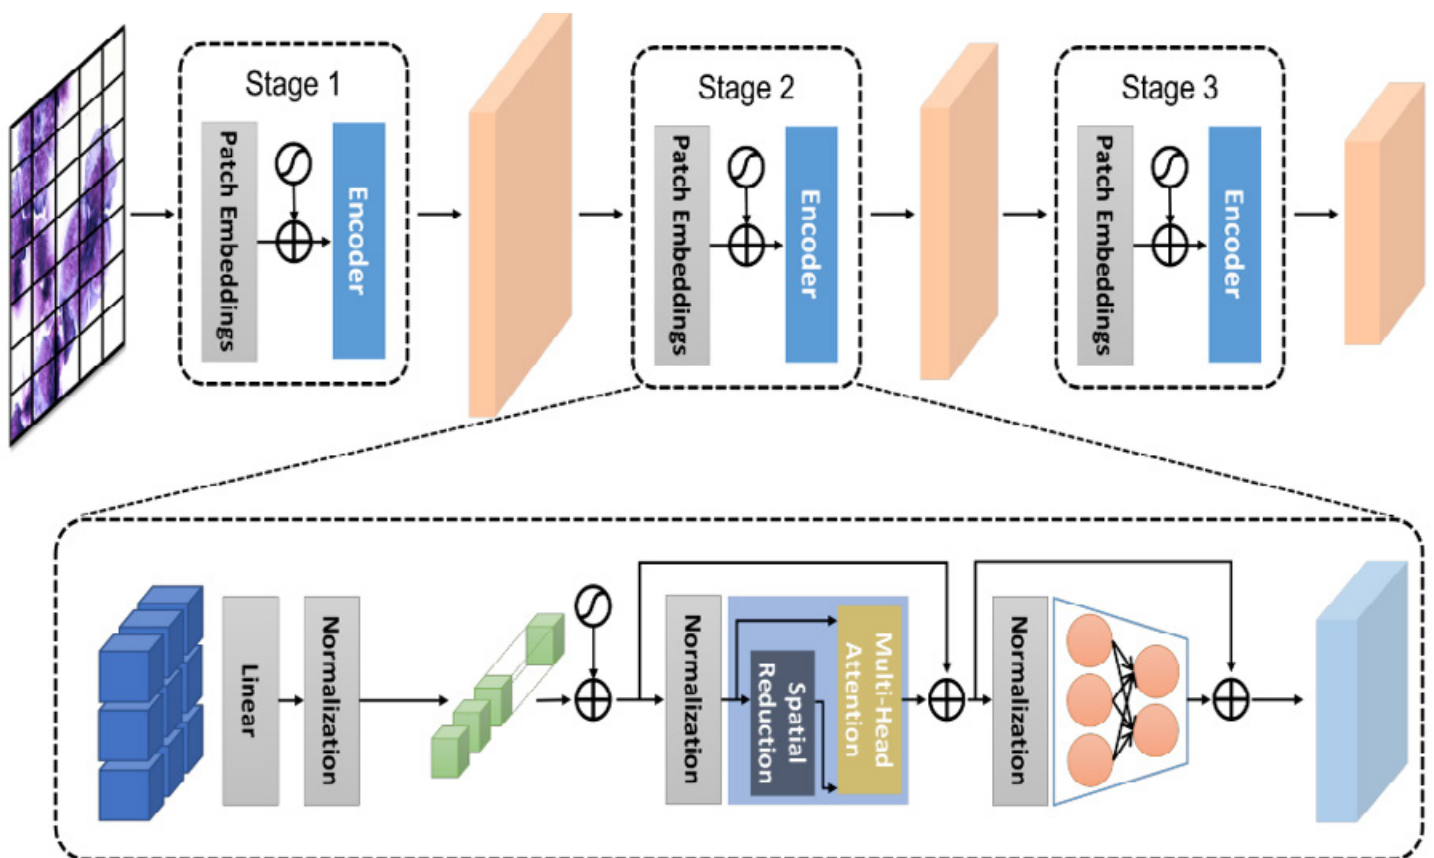 Stage 1
Patch Embeddings
Encoder
Stage 2
Patch Embeddings
Encoder
Stage 3
Patch Embeddings
Encoder
Linear
Normalization
Normalization
Spatial
Reduction
Multi-Head
Attention
Normalization